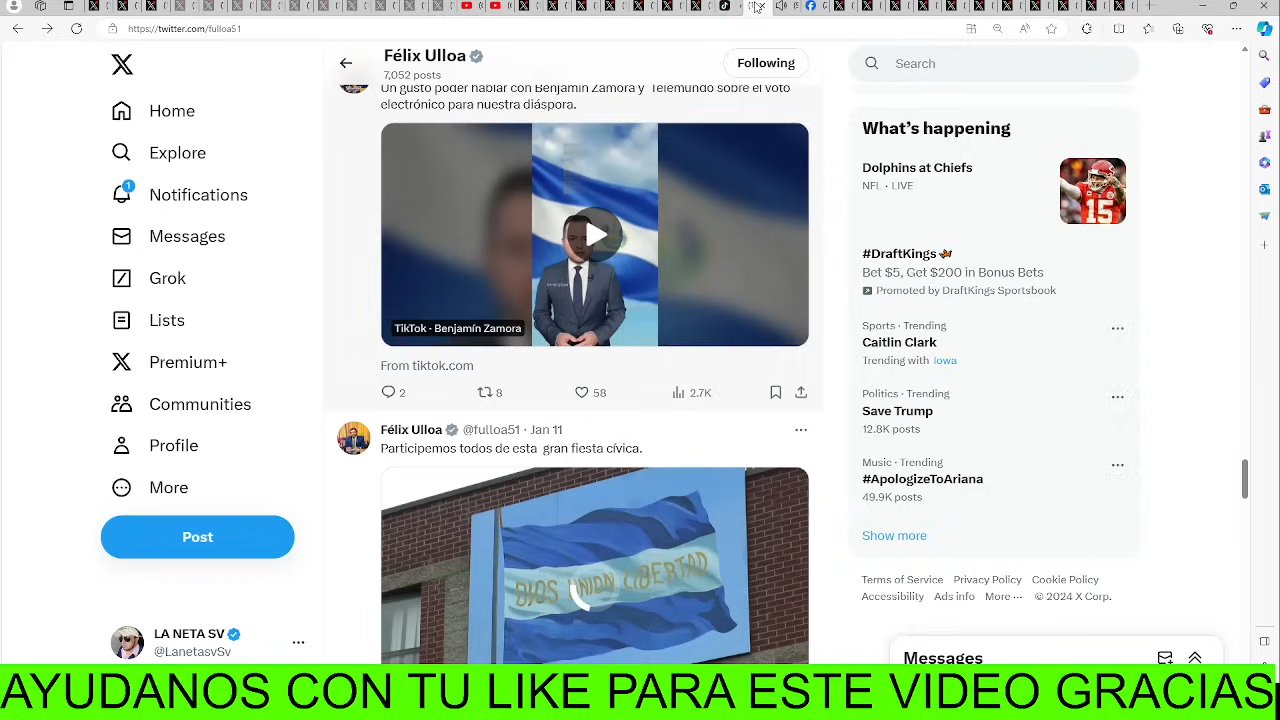 https://twitter.com/fulloa51
Félix Ulloa
7,052 posts
Following
Search
Home
Explore
1
Notifications
Messages
Grok
Lists
Premium+
Communities
Profile
More
Post
LA NETA SV
@LanetasvSv
Un gusto poder hablar con Benjamín Zamora y Telemundo sobre el voto
electrónico para nuestra diáspora.
TikTok · Benjamín Zamora
From tiktok.com
2
8
58
2.7K
Félix Ulloa @fulloa51 · Jan 11
Participemos todos de esta gran fiesta cívica.
DIOS UNION LIBERTAD
What’s happening
Dolphins at Chiefs
NFL · LIVE
15
#DraftKings
Bet $5, Get $200 in Bonus Bets
Promoted by DraftKings Sportsbook
Sports · Trending
Caitlin Clark
Trending with Iowa
Politics · Trending
Save Trump
12.8K posts
Music · Trending
#ApologizeToAriana
49.9K posts
Show more
Terms of Service Privacy Policy Cookie Policy
Accessibility Ads info More ··· © 2024 X Corp.
Messages
AYUDANOS CON TU LIKE PARA ESTE VIDEO GRACIAS